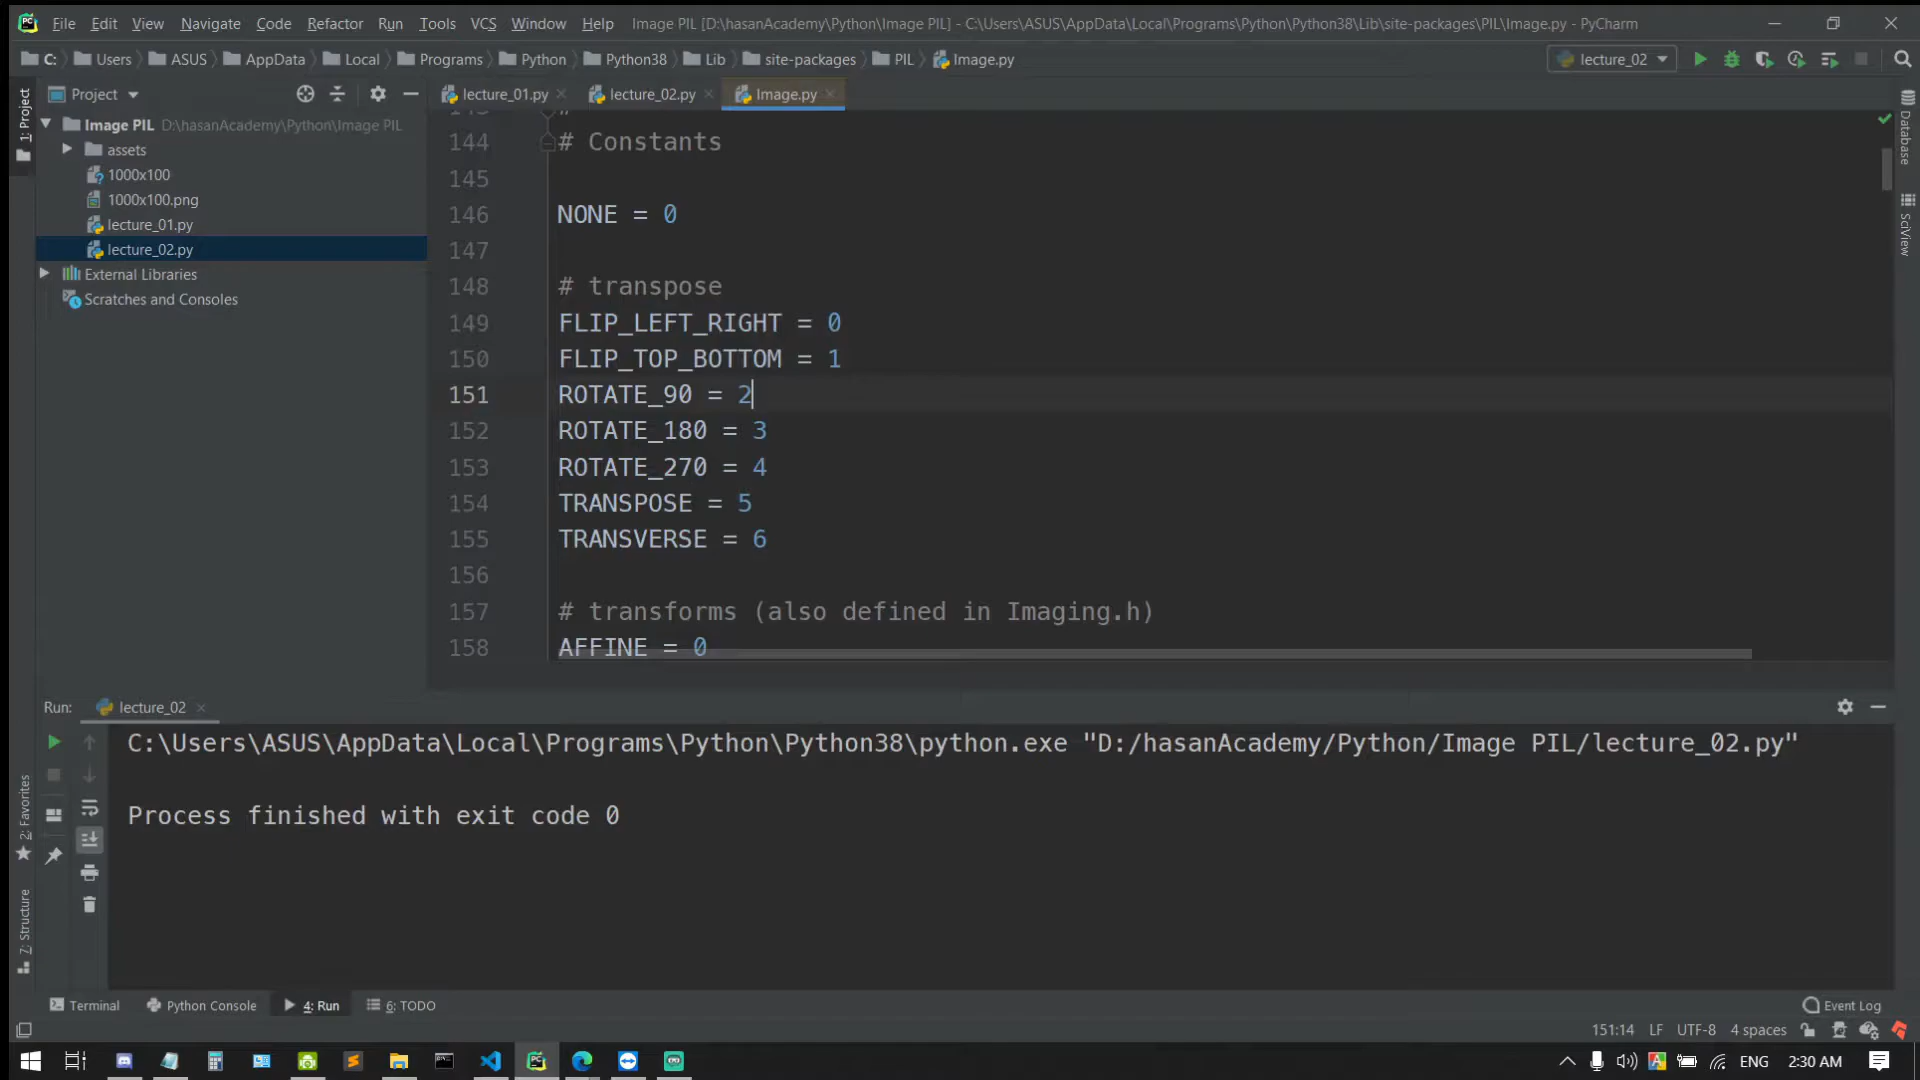 File Edit View Navigate Code Refactor Run Tools VCS Window Help Image PIL [D:\hasanAcademy\Python\Image PIL] - C:\Users\ASUS\AppData\Local\Programs\Python\Python38\Lib\site-packages\PIL\Image.py - PyCharm
C: Users ASUS AppData Local Programs Python Python38 Lib site-packages PIL Image.py lecture_02
Project lecture_01.py lecture_02.py Image.py
1: Project
Image PIL D:\hasanAcademy\Python\Image PIL
assets
1000x100
1000x100.png
lecture_01.py
lecture_02.py
External Libraries
Scratches and Consoles
144 # Constants
145
146 NONE = 0
147
148 # transpose
149 FLIP_LEFT_RIGHT = 0
150 FLIP_TOP_BOTTOM = 1
151 ROTATE_90 = 2
152 ROTATE_180 = 3
153 ROTATE_270 = 4
154 TRANSPOSE = 5
155 TRANSVERSE = 6
156
157 # transforms (also defined in Imaging.h)
158 AFFINE = 0
Database
SciView
Run: lecture_02
C:\Users\ASUS\AppData\Local\Programs\Python\Python38\python.exe "D:/hasanAcademy/Python/Image PIL/lecture_02.py"
Process finished with exit code 0
2: Favorites
Z: Structure
Terminal Python Console 4: Run 6: TODO Event Log
151:14 LF UTF-8 4 spaces
ENG 2:30 AM